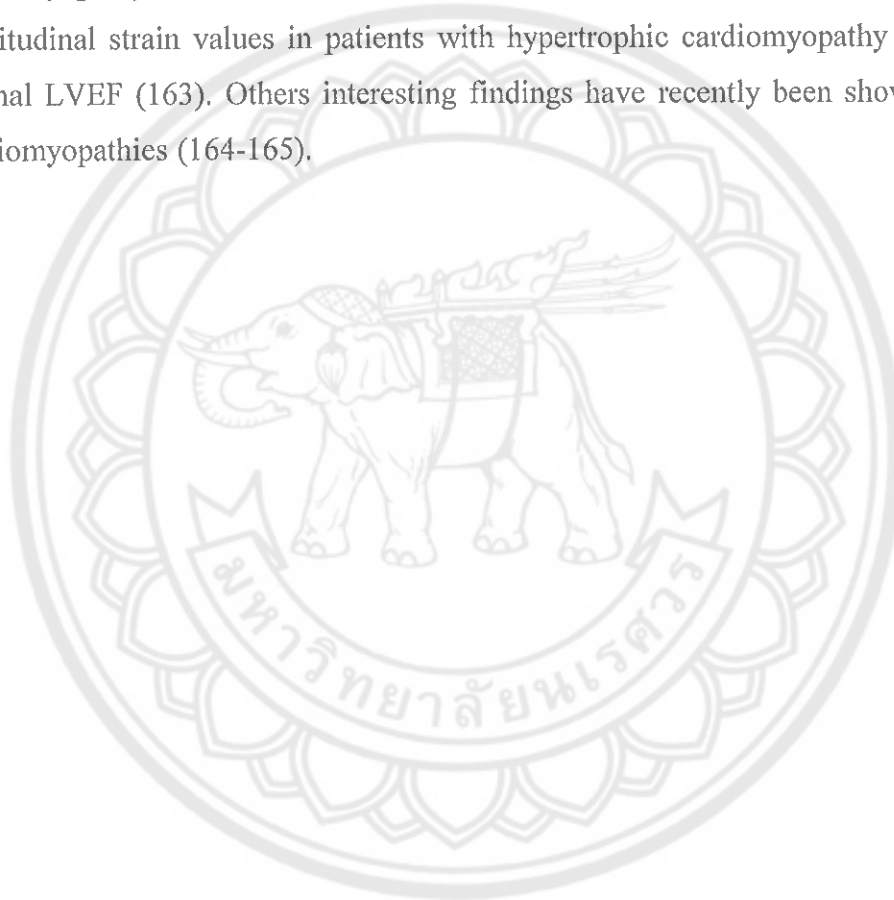 itudinal strain values in patients with hypertrophic cardiomyopathy
nal LVEF (163). Others interesting findings have recently been sho
iomyopathies (164-165).
มหาวิทยาลัยนเรศวร